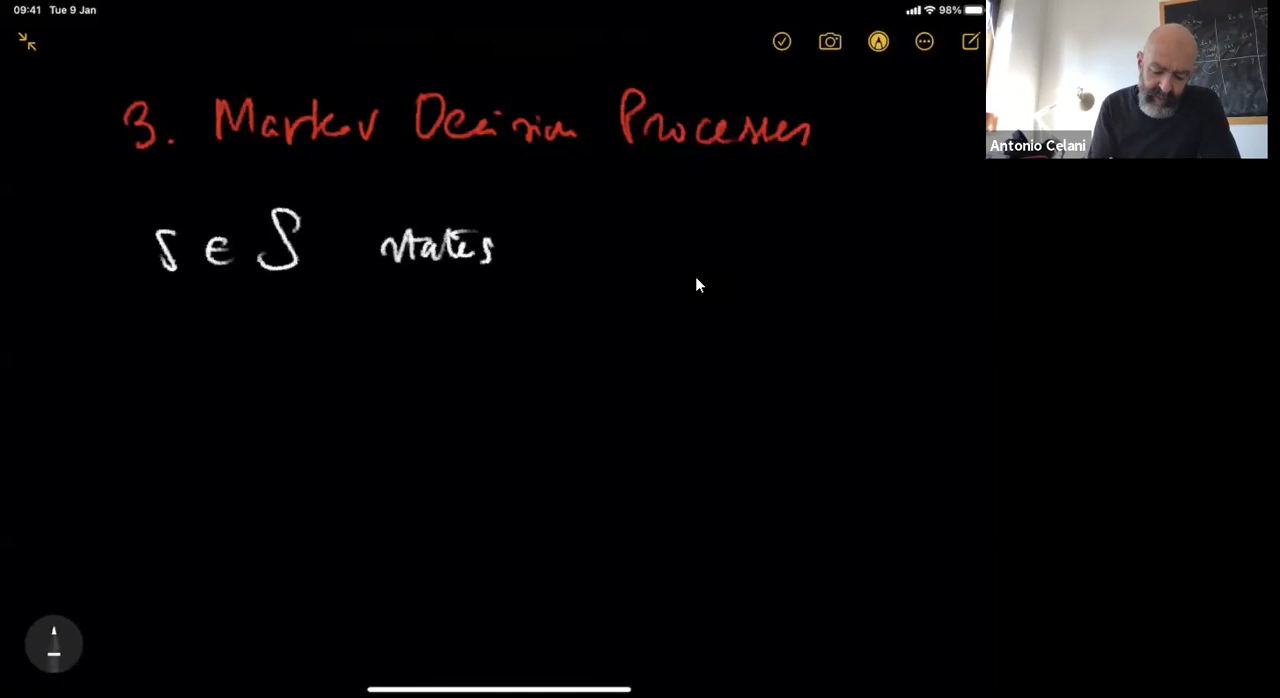 09:41 Tue 9 Jan
98%
3. Markov Decision Processes
s ∈ S states
Antonio Celani